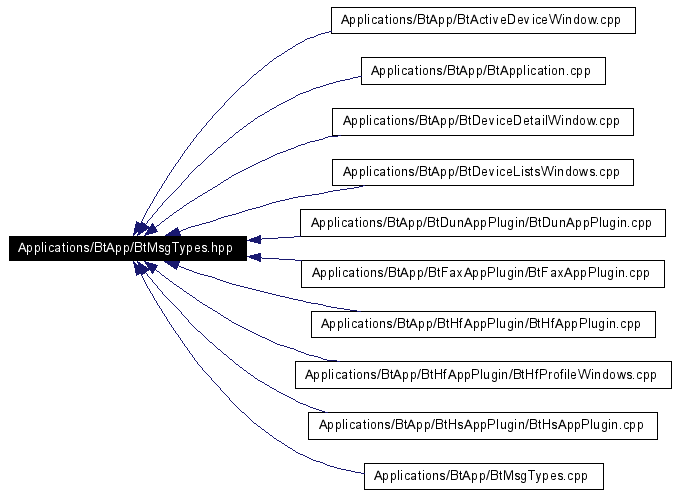 Applications/BtApp/BtActiveDeviceWindow.cpp
Applications/BtApp/BtApplication.cpp
Applications/BtApp/BtDeviceDetailWindow.cpp
Applications/BtApp/BtDeviceListsWindows.cpp
Applications/BtApp/BtDunAppPlugin/BtDunAppPlugin.cpp
Applications/BtApp/BtMsgTypes.hpp
Applications/BtApp/BtFaxAppPlugin/BtFaxAppPlugin.cpp
Applications/BtApp/BtHfAppPlugin/BtHfAppPlugin.cpp
Applications/BtApp/BtHfAppPlugin/BtHfProfileWindows.cpp
Applications/BtApp/BtHsAppPlugin/BtHsAppPlugin.cpp
Applications/BtApp/BtMsgTypes.cpp